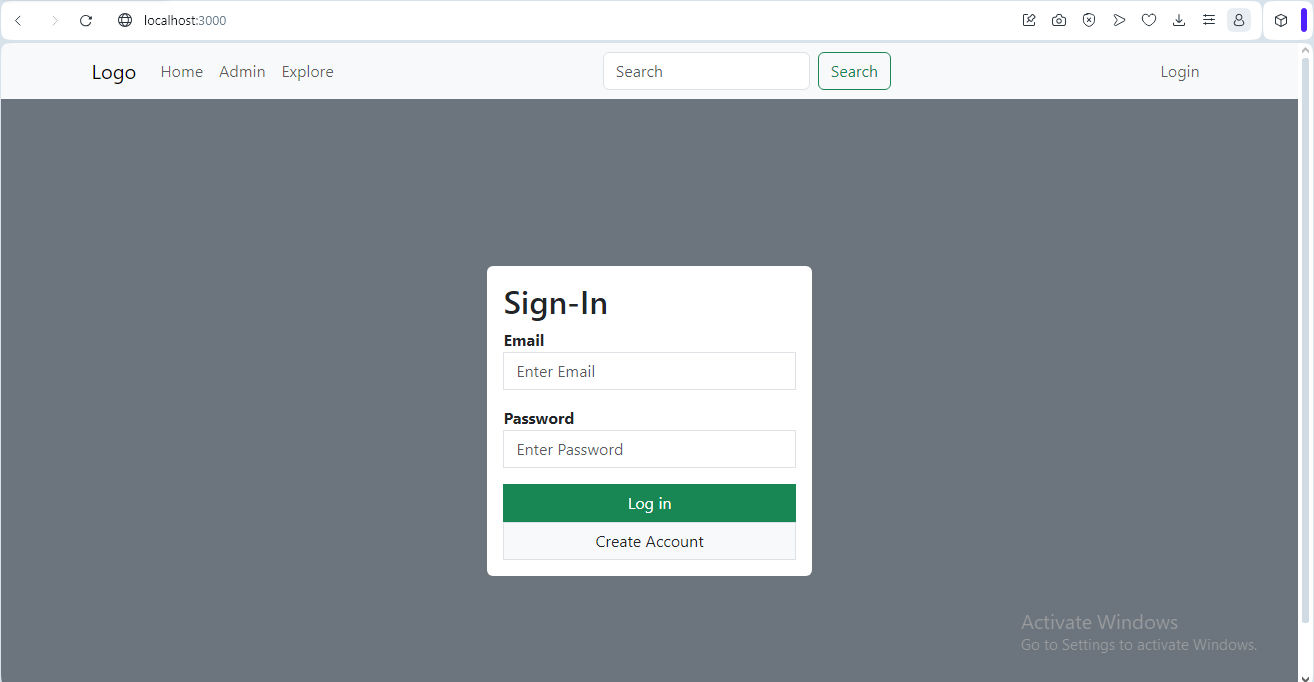 localhost:3000
Logo Home Admin Explore Search Search Login
Sign-In
Email
Enter Email
Password
Enter Password
Log in
Create Account
Activate Windows
Go to Settings to activate Windows.